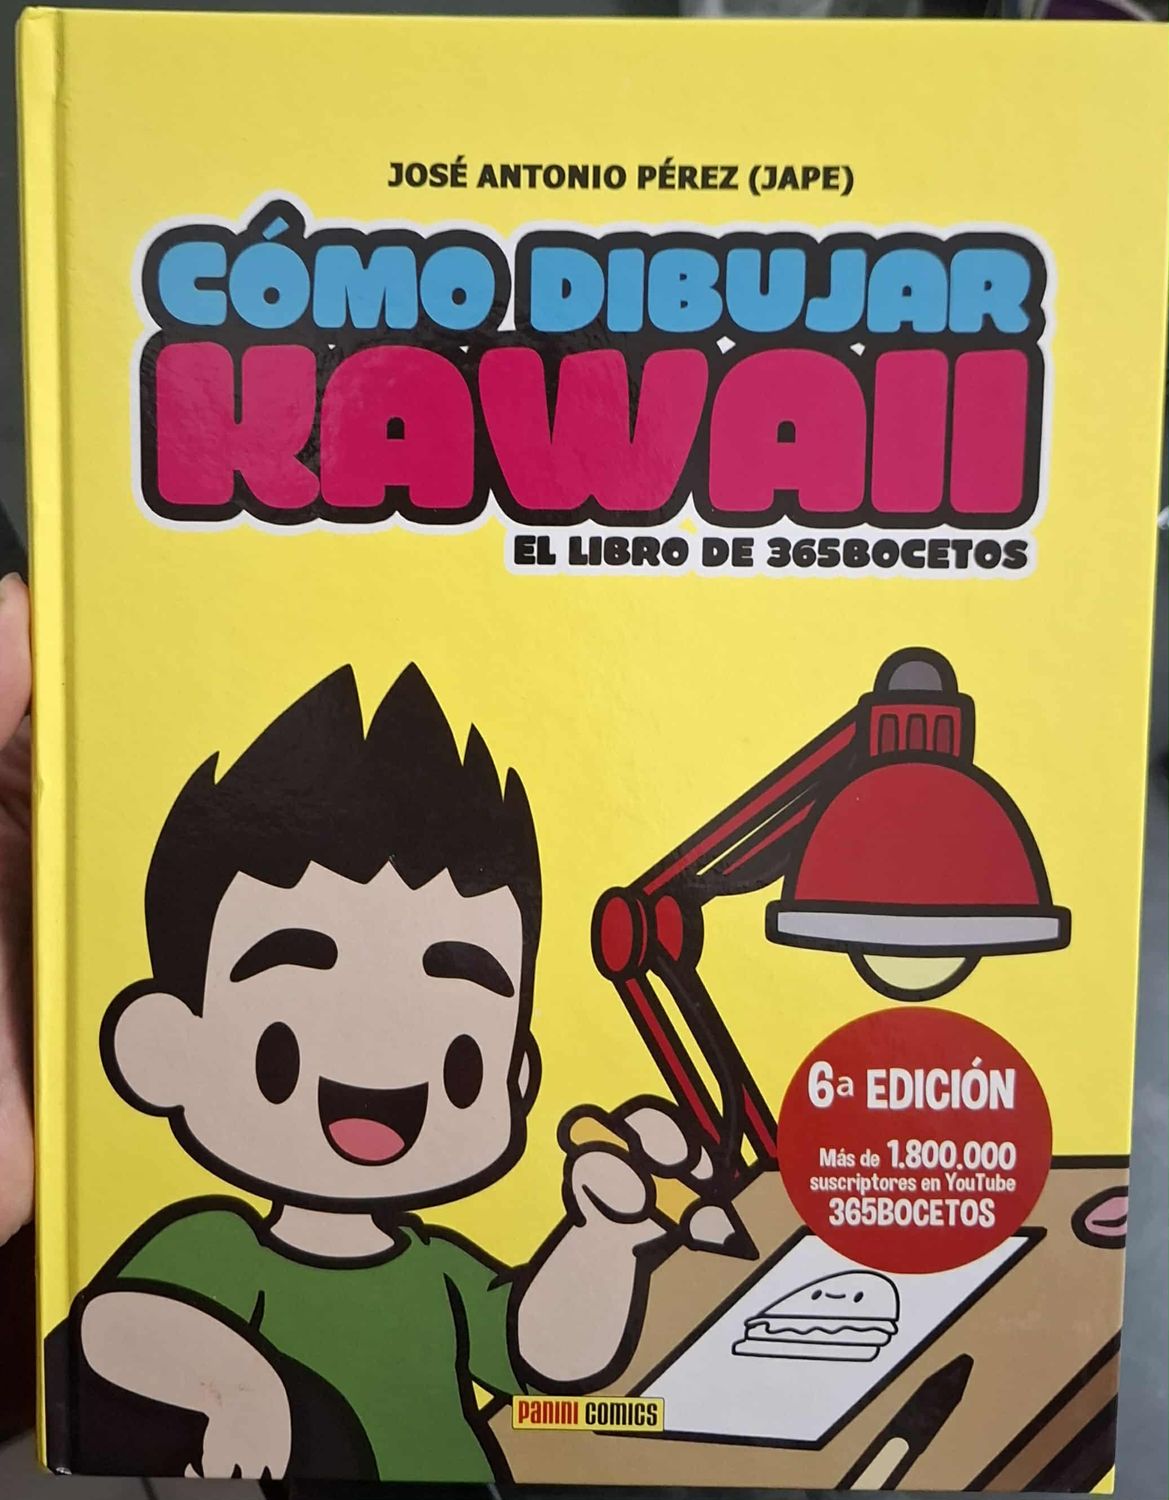 JOSÉ ANTONIO PÉREZ (JAPE)
CÓMO DIBUJAR
KAWAII
EL LIBRO DE 365BOCETOS
6a EDICIÓN
Más de 1.800.000
suscriptores en YouTube
365BOCETOS
PANINI COMICS